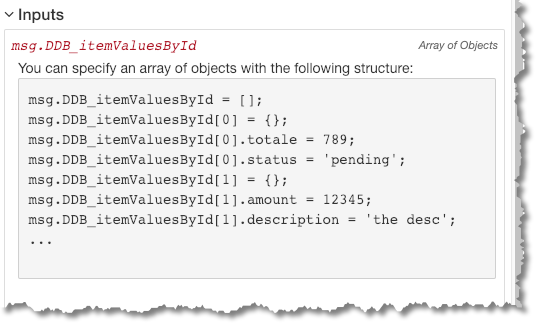 Inputs
msg.DDB_itemValuesById Array of Objects
You can specify an array of objects with the following structure:
msg.DDB_itemValuesById = [];
msg.DDB_itemValuesById[0] = {};
msg.DDB_itemValuesById[0].totale = 789;
msg.DDB_itemValuesById[0].status = 'pending';
msg.DDB_itemValuesById[1] = {};
msg.DDB_itemValuesById[1].amount = 12345;
msg.DDB_itemValuesById[1].description = 'the desc';
...